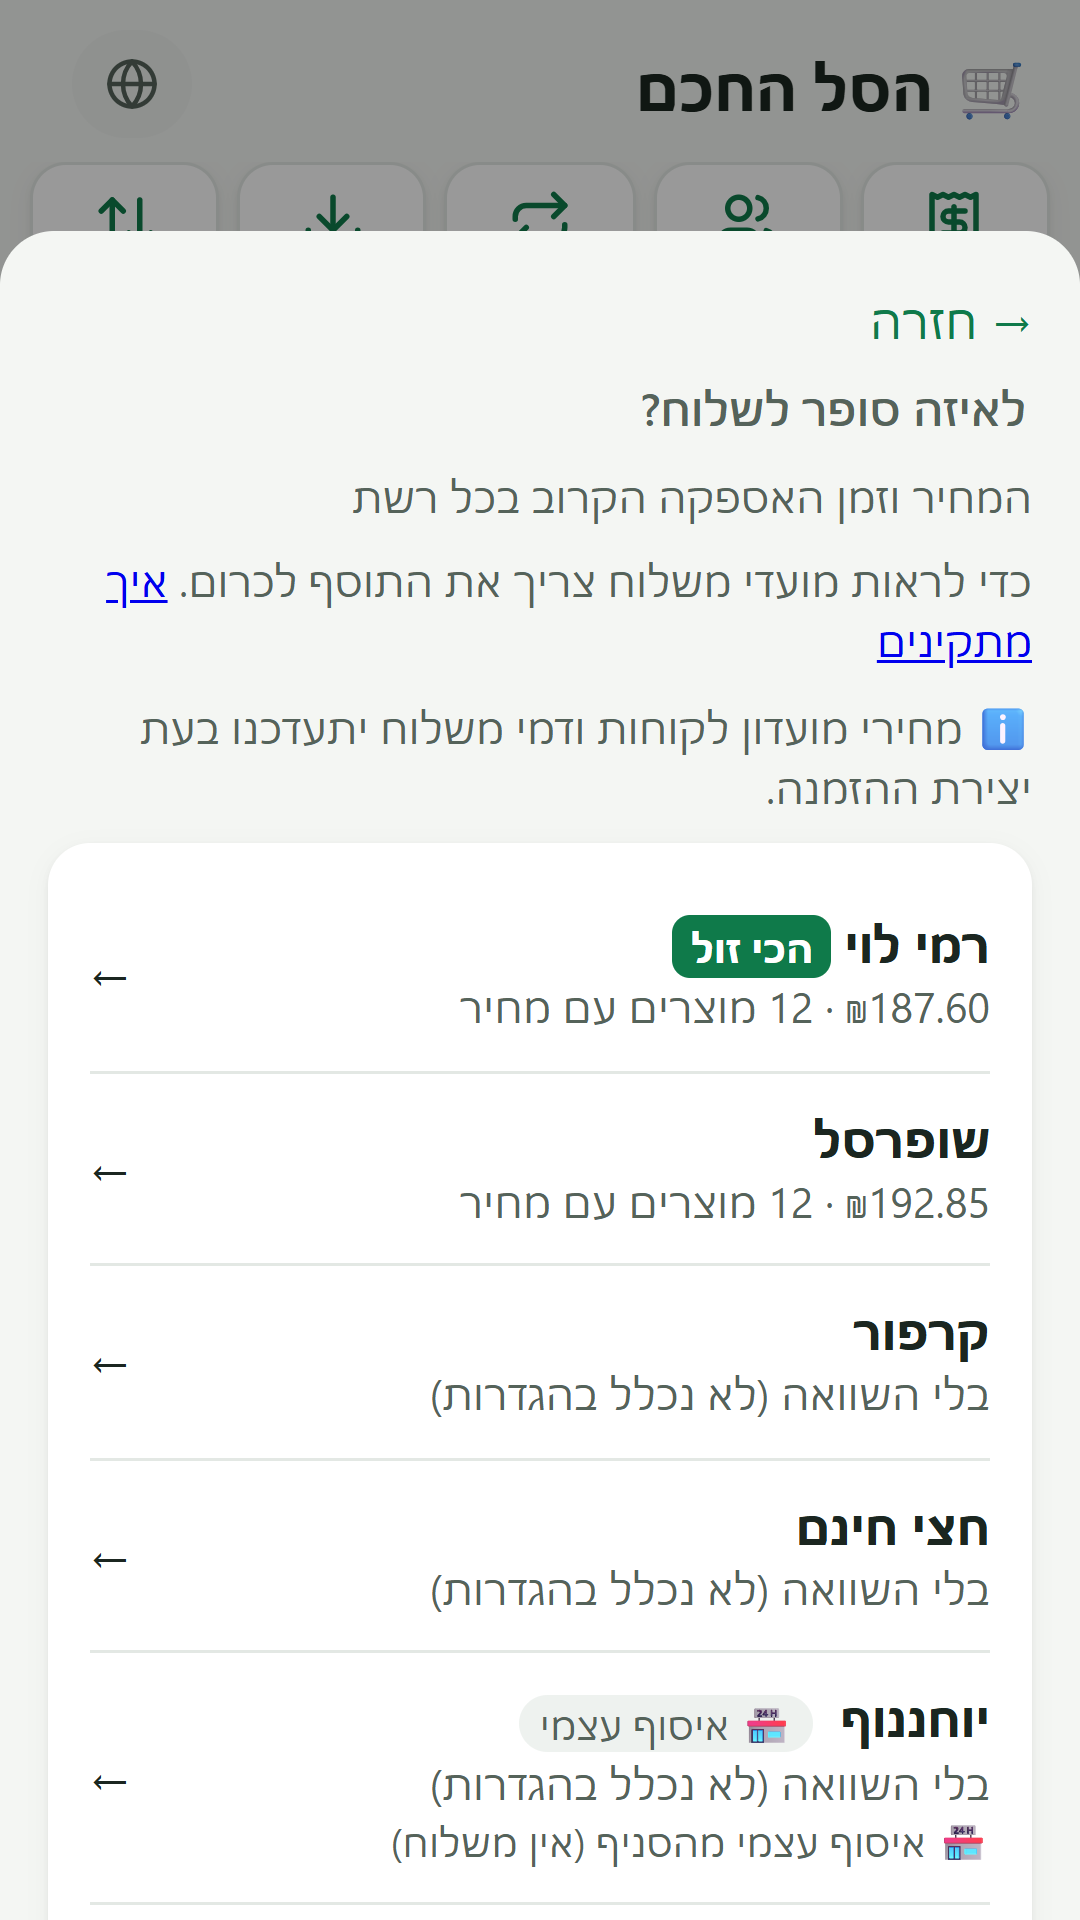 הסל החכם
→ חזרה
לאיזה סופר לשלוח?
המחיר וזמן האספקה הקרוב בכל רשת
כדי לראות מועדי משלוח צריך את התוסף לכרום. איך
מתקינים
ℹ️ מחירי מועדון לקוחות ודמי משלוח יתעדכנו בעת
יצירת ההזמנה.
רמי לוי הכי זול
₪187.60 · 12 מוצרים עם מחיר
←
שופרסל
₪192.85 · 12 מוצרים עם מחיר
←
קרפור
בלי השוואה (לא נכלל בהגדרות)
←
חצי חינם
בלי השוואה (לא נכלל בהגדרות)
←
יוחננוף 🏪 איסוף עצמי
בלי השוואה (לא נכלל בהגדרות)
🏪 איסוף עצמי מהסניף (אין משלוח)
←